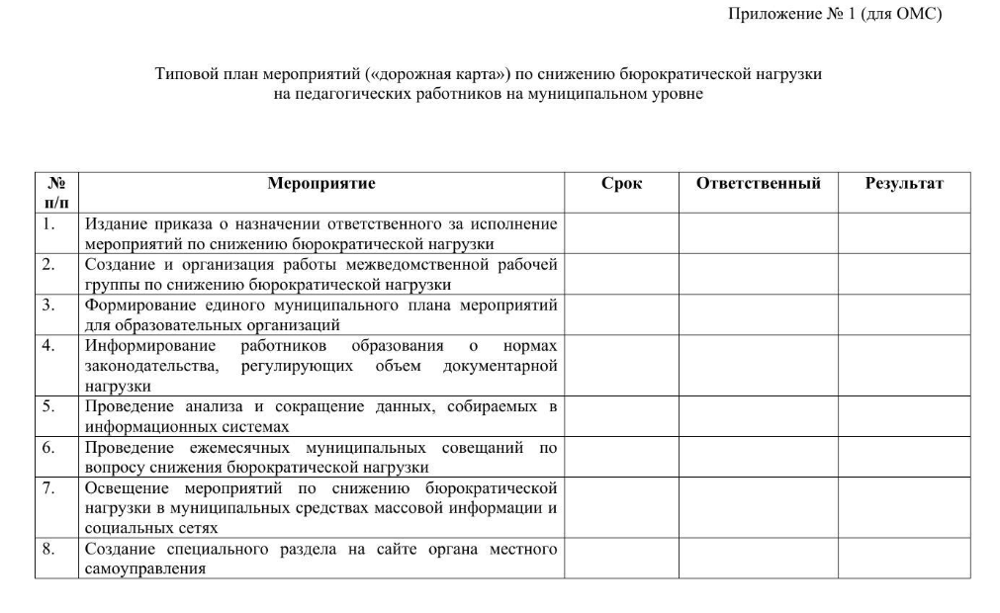 Приложение № 1 (для ОМС)
Типовой план мероприятий («дорожная карта») по снижению бюрократической нагрузки
на педагогических работников на муниципальном уровне
№ Мероприятие Срок Ответственный Результат
п/п
1. Издание приказа о назначении ответственного за исполнение
мероприятий по снижению бюрократической нагрузки
2. Создание и организация работы межведомственной рабочей
группы по снижению бюрократической нагрузки
3. Формирование единого муниципального плана мероприятий
для образовательных организаций
4. Информирование работников образования о нормах
законодательства, регулирующих объем документарной
нагрузки
5. Проведение анализа и сокращение данных, собираемых в
информационных системах
6. Проведение ежемесячных муниципальных совещаний по
вопросу снижения бюрократической нагрузки
7. Освещение мероприятий по снижению бюрократической
нагрузки в муниципальных средствах массовой информации и
социальных сетях
8. Создание специального раздела на сайте органа местного
самоуправления